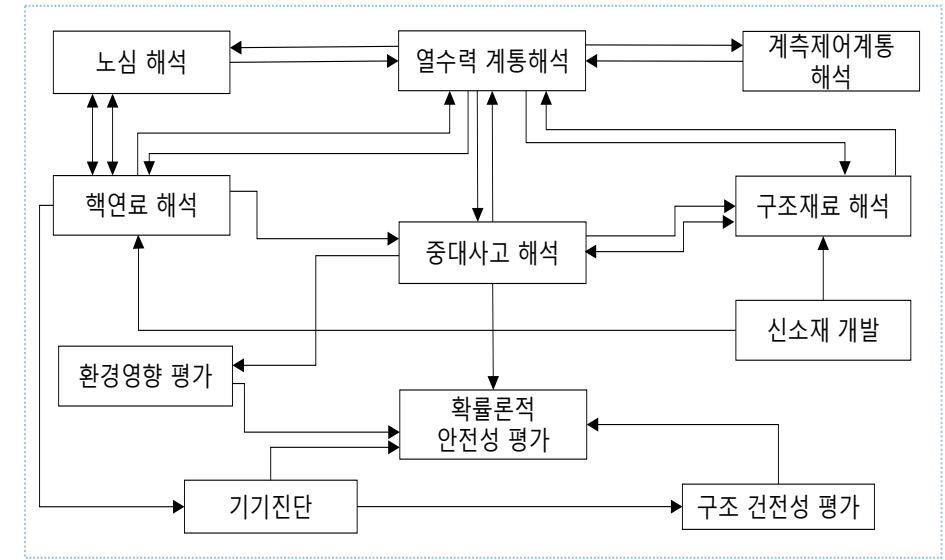 노심 해석
열수력 계통해석
계측제어계통
해석
핵연료 해석
구조재료 해석
중대사고 해석
신소재 개발
환경영향 평가
확률론적
안전성 평가
기기진단
구조 건전성 평가